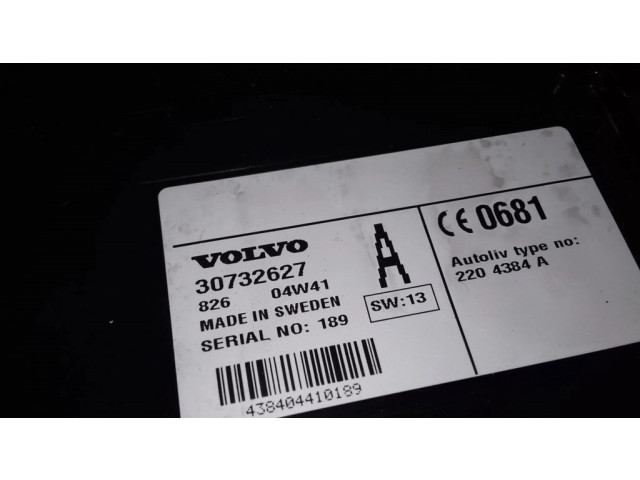 VOLVO
30732627
826 04W41
MADE IN SWEDEN
SERIAL NO: 189
438404410189
A
SW:13
CE 0681
Autoliv type no:
220 4384 A